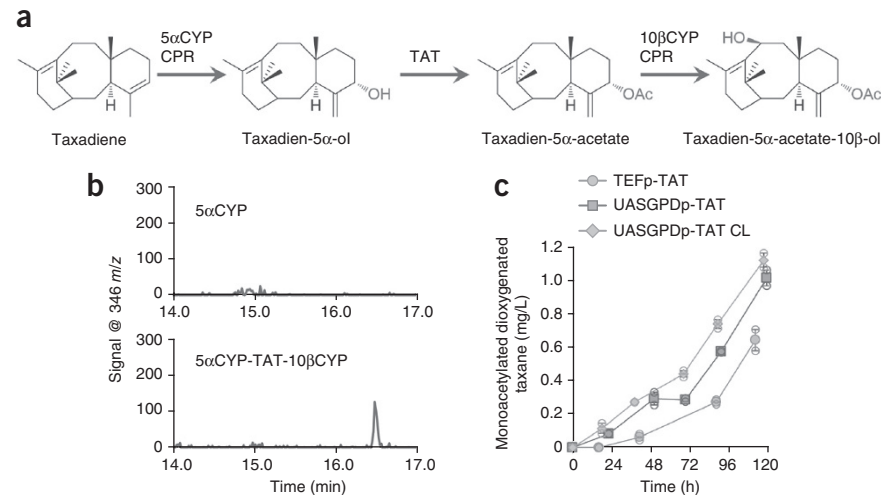 a
5αCYP
CPR
TAT
10βCYP
CPR
H
OH
H
OAc
H
HO
OAc
H
Taxadiene
Taxadien-5α-ol
Taxadien-5α-acetate
Taxadien-5α-acetate-10β-ol
b
Signal @ 346 m/z
300
200
100
0
5αCYP
14.0 15.0 16.0 17.0
300
200
100
0
5αCYP-TAT-10βCYP
14.0 15.0 16.0 17.0
Time (min)
c
TEFp-TAT
UASGPDp-TAT
UASGPDp-TAT CL
Monoacetylated dioxygenated
taxane (mg/L)
1.2
1.0
0.8
0.6
0.4
0.2
0
0 24 48 72 96 120
Time (h)